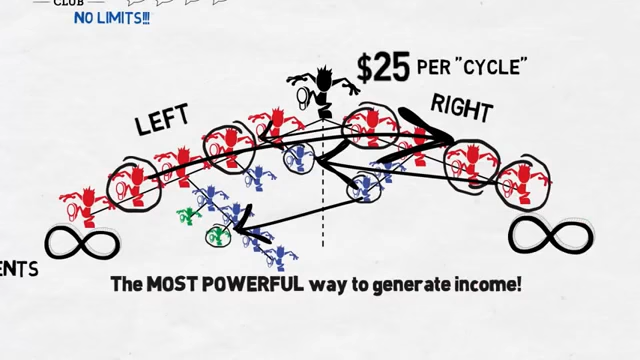 CLUB
NO LIMITS!!!
$25 PER "CYCLE"
LEFT
RIGHT
ENTS
The MOST POWERFUL way to generate income!